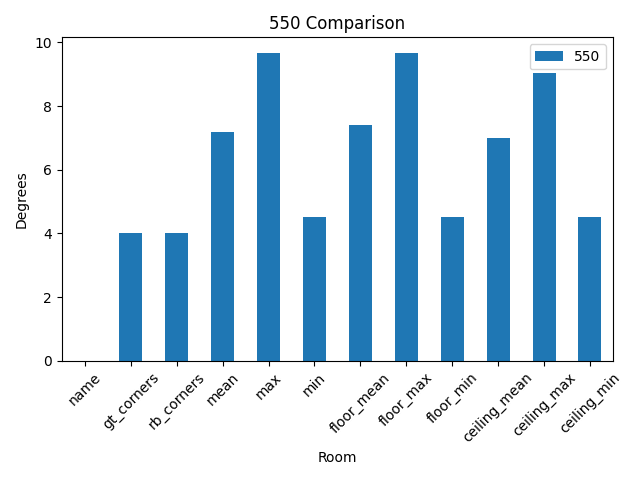 550 Comparison
550
Degrees
10
8
6
4
2
0
name
gt_corners
rb_corners
mean
max
min
floor_mean
floor_max
floor_min
ceiling_mean
ceiling_max
ceiling_min
Room